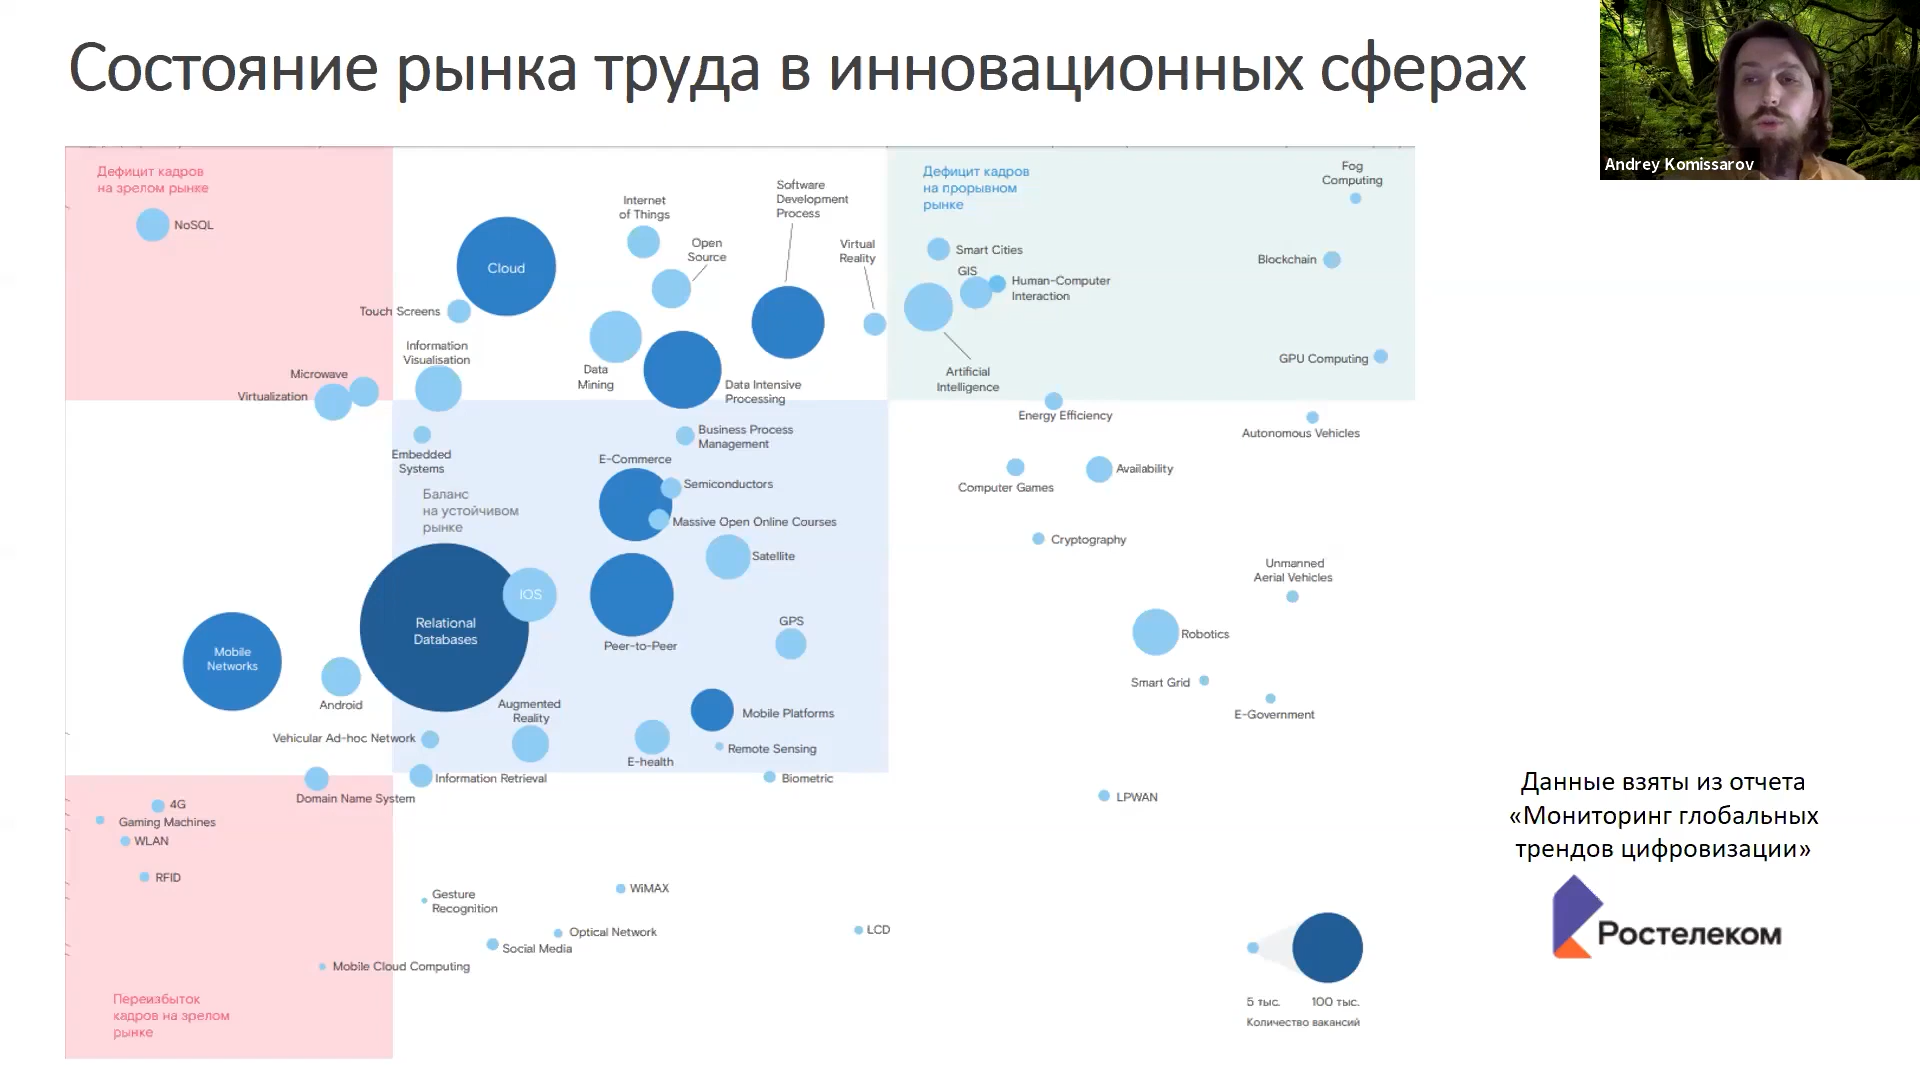 Состояние рынка труда в инновационных сферах
Andrey Komissarov
Дефицит кадров
на зрелом рынке
NoSQL
Cloud
Touch Screens
Information
Visualisation
Microwave
Virtualization
Internet
of Things
Open
Source
Software
Development
Process
Virtual
Reality
Data
Mining
Data Intensive
Processing
Дефицит кадров
на прорывном
рынке
Fog
Computing
Smart Cities
GIS
Human-Computer
Interaction
Blockchain
Artificial
Intelligence
GPU Computing
Energy Efficiency
Autonomous Vehicles
Embedded
Systems
Business Process
Management
E-Commerce
Semiconductors
Massive Open Online Courses
Баланс
на устойчивом
рынке
Satellite
IOS
Relational
Databases
Peer-to-Peer
GPS
Computer Games
Availability
Cryptography
Unmanned
Aerial Vehicles
Robotics
Smart Grid
E-Government
Mobile
Networks
Android
Augmented
Reality
Mobile Platforms
Vehicular Ad-hoc Network
Remote Sensing
E-health
Information Retrieval
Biometric
Domain Name System
LPWAN
4G
Gaming Machines
WLAN
RFID
Gesture
Recognition
WiMAX
Optical Network
Social Media
LCD
Mobile Cloud Computing
Переизбыток
кадров на зрелом
рынке
5 тыс.
100 тыс.
Количество вакансий
Данные взяты из отчета
«Мониторинг глобальных
трендов цифровизации»
Ростелеком